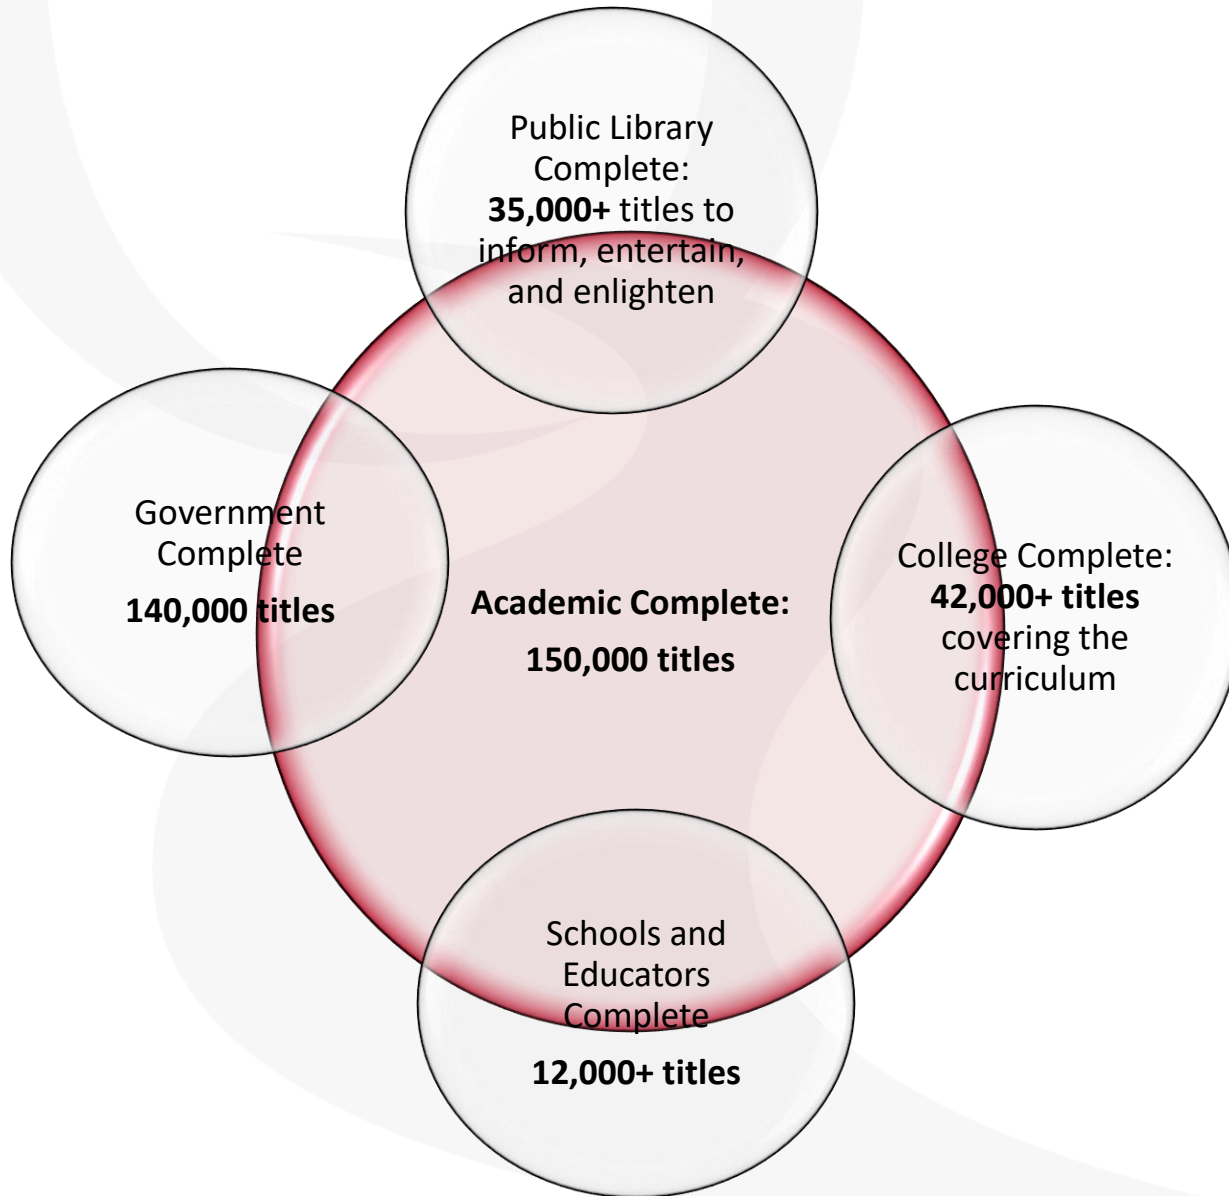 Public Library
Complete:
35,000+ titles to
inform, entertain,
and enlighten
Government
Complete
140,000 titles
Academic Complete:
150,000 titles
College Complete:
42,000+ titles
covering the
curriculum
Schools and
Educators
Complete
12,000+ titles